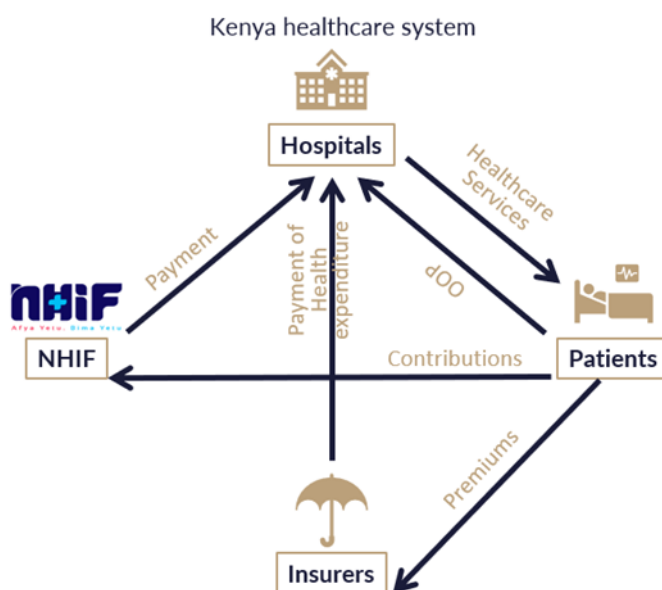 Kenya healthcare system
Hospitals
Healthcare
Services
Payment
Payment of
Health
expenditure
OOP
NHiF
Afya Yetu, Bima Yetu
NHIF
Contributions
Patients
Premiums
Insurers